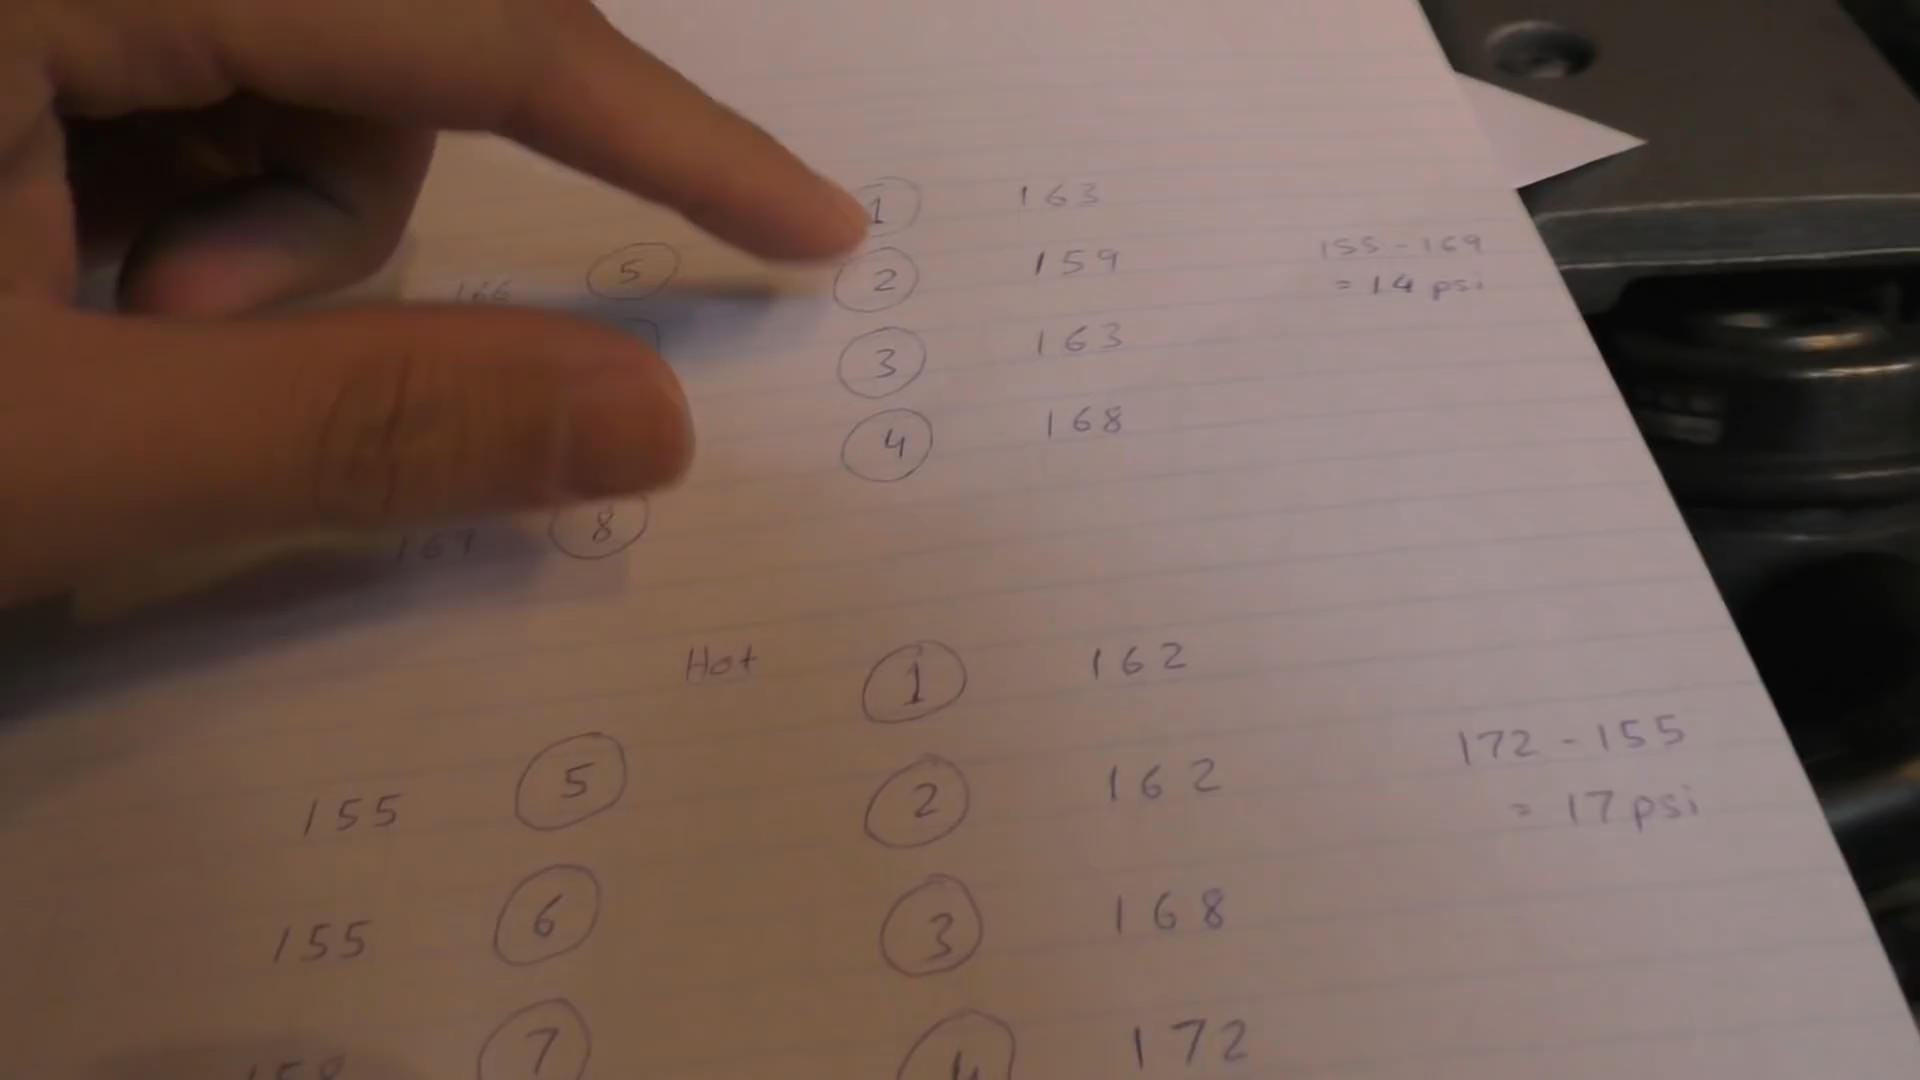 1 163
155-169
5 2 159
166 = 14 psi
3 163
4 168
8
Hot 1 162
172 - 155
5 2 162
155 = 17 psi
6 3 168
155
7 4 172